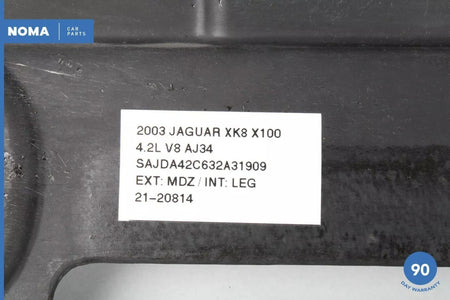 NOMA CAR
PARTS
2003 JAGUAR XK8 X100
4.2L V8 AJ34
SAJDA42C632A31909
EXT: MDZ / INT: LEG
21-20814
90
DAY WARRANTY